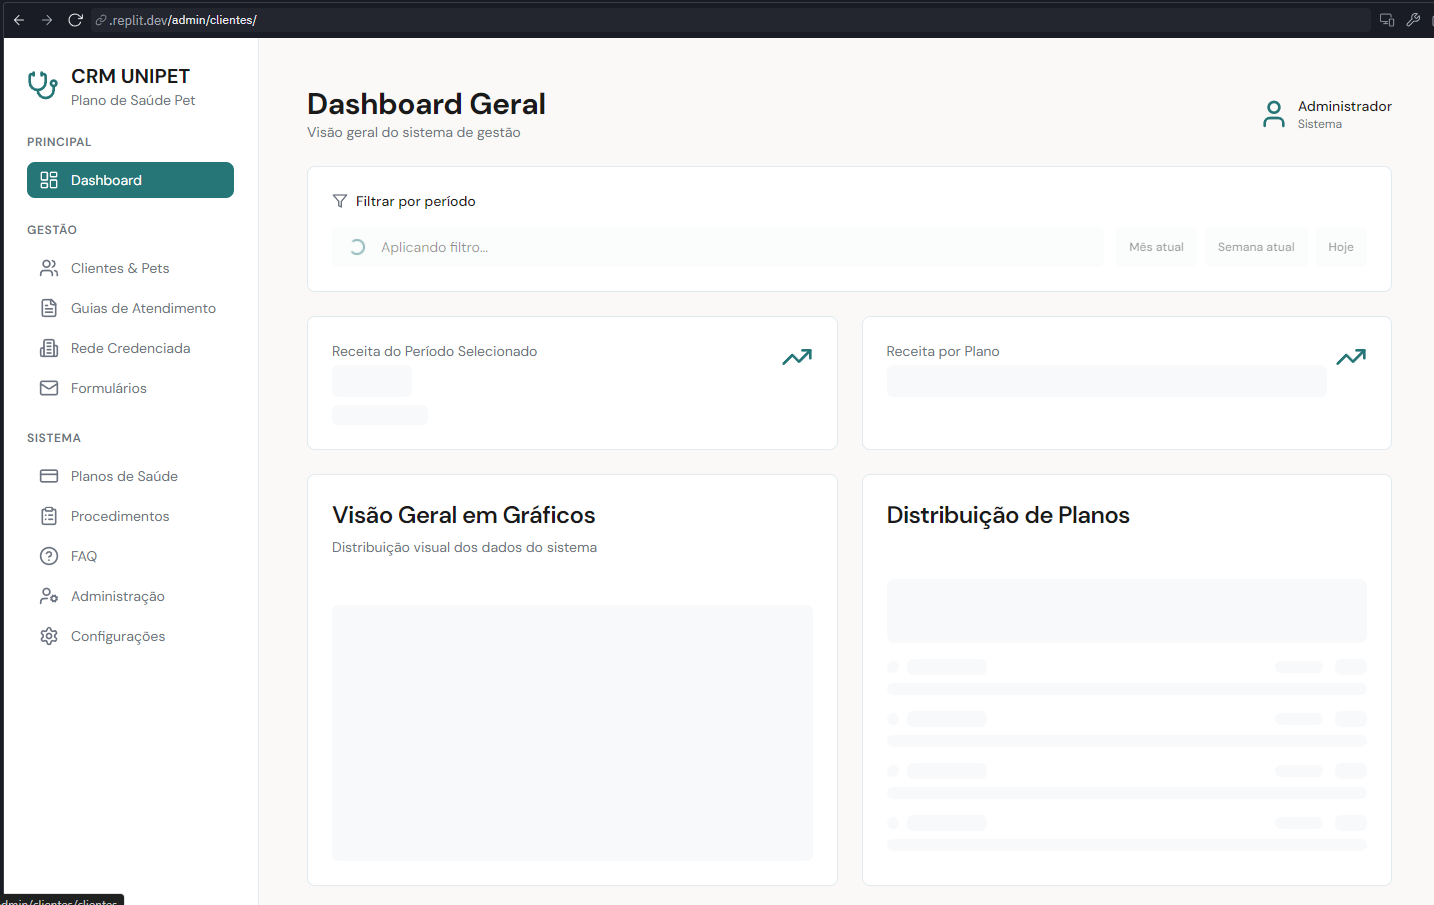 .replit.dev/admin/clientes/
CRM UNIPET
Plano de Saúde Pet
PRINCIPAL
Dashboard
GESTÃO
Clientes & Pets
Guias de Atendimento
Rede Credenciada
Formulários
SISTEMA
Planos de Saúde
Procedimentos
FAQ
Administração
Configurações
Dashboard Geral
Visão geral do sistema de gestão
Administrador
Sistema
Filtrar por período
Aplicando filtro...
Mês atual
Semana atual
Hoje
Receita do Período Selecionado
Receita por Plano
Visão Geral em Gráficos
Distribuição visual dos dados do sistema
Distribuição de Planos
dmin/clientes/clientes